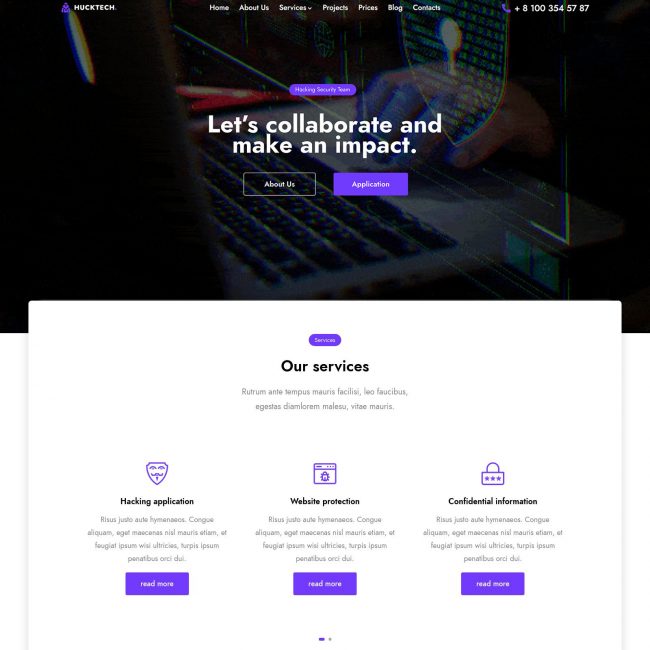 HUCKTECH.
Home About Us Services Projects Prices Blog Contacts
+ 8 100 354 57 87
Hacking Security Team
Let's collaborate and
make an impact.
About Us
Application
Services
Our services
Rutrum ante tempus mauris facilisi, leo faucibus,
egestas diamlorem malesu, vitae mauris.
Hacking application
Risus justo aute hymenaeos. Congue
aliquam, eget maecenas nisl mauris etiam, et
feugiat ipsum wisi ultricies, turpis ipsum
penatibus orci dui.
read more
Website protection
Risus justo aute hymenaeos. Congue
aliquam, eget maecenas nisl mauris etiam, et
feugiat ipsum wisi ultricies, turpis ipsum
penatibus orci dui.
read more
Confidential information
Risus justo aute hymenaeos. Congue
aliquam, eget maecenas nisl mauris etiam, et
feugiat ipsum wisi ultricies, turpis ipsum
penatibus orci dui.
read more